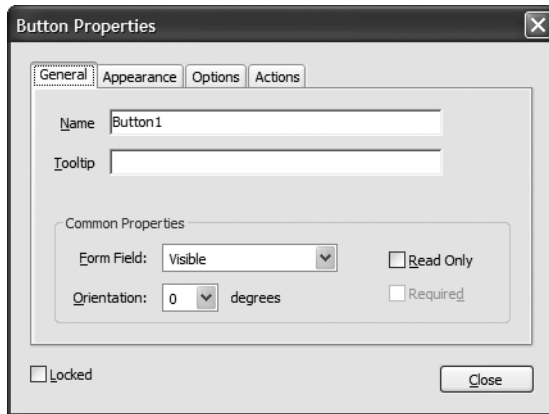 Button Properties
General Appearance Options Actions
Name Button1
Tooltip
Common Properties
Form Field: Visible Read Only
Orientation: 0 degrees Required
Locked Close